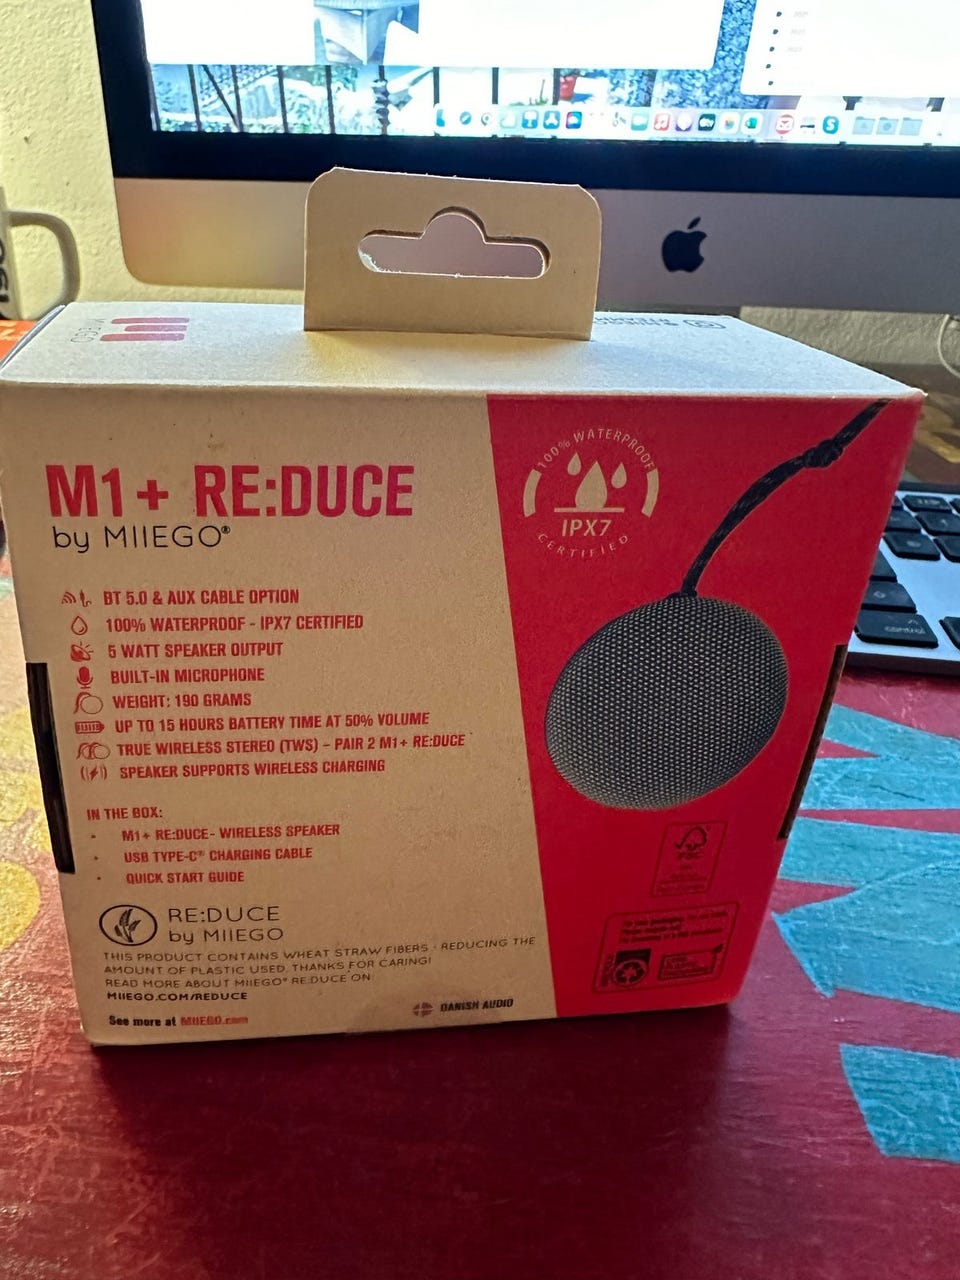 MIIEGO
M1+ RE:DUCE
by MIIEGO®
100% WATERPROOF
IPX7
CERTIFIED
BT 5.0 & AUX CABLE OPTION
100% WATERPROOF - IPX7 CERTIFIED
5 WATT SPEAKER OUTPUT
BUILT-IN MICROPHONE
WEIGHT: 190 GRAMS
UP TO 15 HOURS BATTERY TIME AT 50% VOLUME
TRUE WIRELESS STEREO (TWS) - PAIR 2 M1+ RE:DUCE
SPEAKER SUPPORTS WIRELESS CHARGING
IN THE BOX:
M1+ RE:DUCE- WIRELESS SPEAKER
USB TYPE-C® CHARGING CABLE
QUICK START GUIDE
RE:DUCE
by MIIEGO
THIS PRODUCT CONTAINS WHEAT STRAW FIBERS - REDUCING THE
AMOUNT OF PLASTIC USED. THANKS FOR CARING!
READ MORE ABOUT MIIEGO® RE:DUCE ON
MIIEGO.COM/REDUCE
See more at MIIEGO.com
DANISH AUDIO
FSC
control